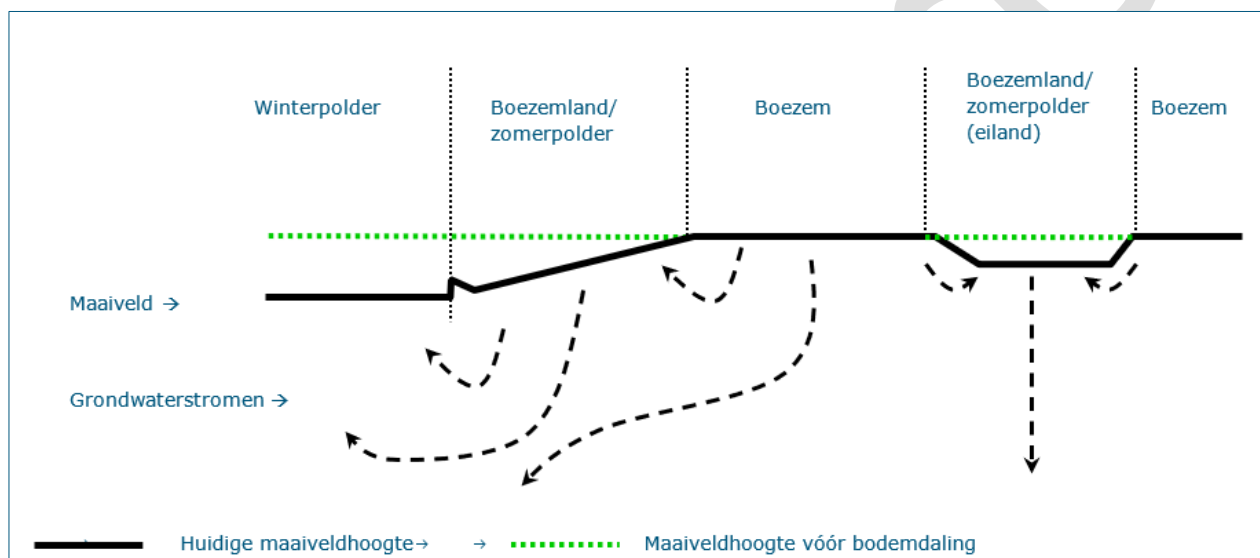 Winterpolder
Boezemland/
zomerpolder
Boezem
Boezemland/
zomerpolder
(eiland)
Boezem
Maaiveld →
Grondwaterstromen →
Huidige maaiveldhoogte→ → Maaiveldhoogte vóór bodemdaling